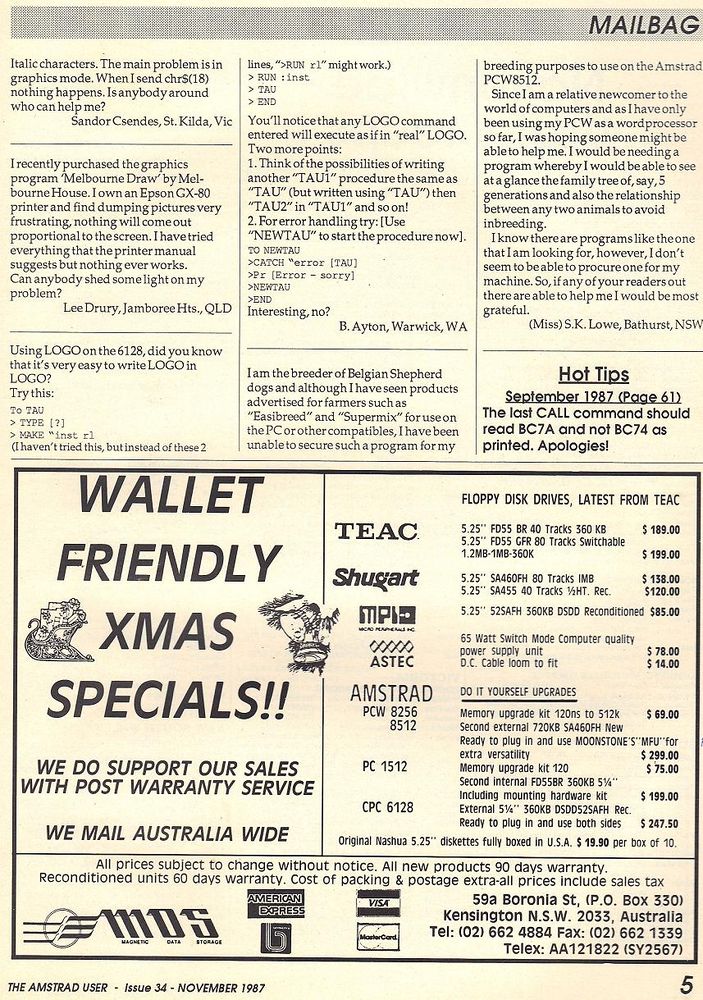 MAILBAG
Italic characters. The main problem is in
graphics mode. When I send chr$(18)
nothing happens. Is anybody around
who can help me?
Sandor Csendes, St. Kilda, Vic
I recently purchased the graphics
program 'Melbourne Draw' by Mel-
bourne House. I own an Epson GX-80
printer and find dumping pictures very
frustrating, nothing will come out
proportional to the screen. I have tried
everything that the printer manual
suggests but nothing ever works.
Can anybody shed some light on my
problem?
Lee Drury, Jamboree Hts., QLD
Using LOGO on the 6128, did you know
that it's very easy to write LOGO in
LOGO?
Try this:
To TAU
> TYPE [?]
> MAKE "inst rl
(I haven't tried this, but instead of these 2
lines, ">RUN rl" might work.)
> RUN :inst
> TAU
> END
You'll notice that any LOGO command
entered will execute as if in "real" LOGO.
Two more points:
1. Think of the possibilities of writing
another "TAU1" procedure the same as
"TAU" (but written using "TAU") then
"TAU2" in "TAU1" and so on!
2. For error handling try: [Use
"NEWTAU" to start the procedure now].
TO NEWTAU
>CATCH "error [TAU]
>Pr [Error - sorry]
>NEWTAU
>END
Interesting, no?
B. Ayton, Warwick, WA
I am the breeder of Belgian Shepherd
dogs and although I have seen products
advertised for farmers such as
"Easibreed" and "Supermix" for use on
the PC or other compatibles, I have been
unable to secure such a program for my
breeding purposes to use on the Amstrad
PCW8512.
Since I am a relative newcomer to the
world of computers and as I have only
been using my PCW as a wordprocessor
so far, I was hoping someone might be
able to help me. I would be needing a
program whereby I would be able to see
at a glance the family tree of, say, 5
generations and also the relationship
between any two animals to avoid
inbreeding.
I know there are programs like the one
that I am looking for, however, I don't
seem to be able to procure one for my
machine. So, if any of your readers out
there are able to help me I would be most
grateful.
(Miss) S.K. Lowe, Bathurst, NSW
Hot Tips
September 1987 (Page 61)
The last CALL command should
read BC7A and not BC74 as
printed. Apologies!
WALLET
FRIENDLY
XMAS
SPECIALS!!
WE DO SUPPORT OUR SALES
WITH POST WARRANTY SERVICE
WE MAIL AUSTRALIA WIDE
FLOPPY DISK DRIVES, LATEST FROM TEAC
TEAC
5.25'' FD55 BR 40 Tracks 360 KB $ 189.00
5.25'' FD55 GFR 80 Tracks Switchable
1.2MB-1MB-360K $ 199.00
Shugart
5.25'' SA460FH 80 Tracks IMB $ 138.00
5.25'' SA455 40 Tracks ½HT. Rec. $120.00
MPI
MICRO PERIPHERALS INC.
5.25'' 52SAFH 360KB DSDD Reconditioned $85.00
ASTEC
65 Watt Switch Mode Computer quality
power supply unit $ 78.00
D.C. Cable loom to fit $ 14.00
AMSTRAD
DO IT YOURSELF UPGRADES
PCW 8256
8512
Memory upgrade kit 120ns to 512k $ 69.00
Second external 720KB SA460FH New
Ready to plug in and use MOONSTONE'S''MFU''for
extra versatility $ 299.00
PC 1512
Memory upgrade kit 120 $ 75.00
Second internal FD55BR 360KB 5¼''
Including mounting hardware kit $ 199.00
CPC 6128
External 5¼'' 360KB DSDD52SAFH Rec.
Ready to plug in and use both sides $ 247.50
Original Nashua 5.25'' diskettes fully boxed in U.S.A. $ 19.90 per box of 10.
All prices subject to change without notice. All new products 90 days warranty.
Reconditioned units 60 days warranty. Cost of packing & postage extra-all prices include sales tax
MDS
MAGNETIC DATA STORAGE
AMERICAN
EXPRESS
VISA
MasterCard
59a Boronia St, (P.O. Box 330)
Kensington N.S.W. 2033, Australia
Tel: (02) 662 4884 Fax: (02) 662 1339
Telex: AA121822 (SY2567)
THE AMSTRAD USER - Issue 34 - NOVEMBER 1987
5